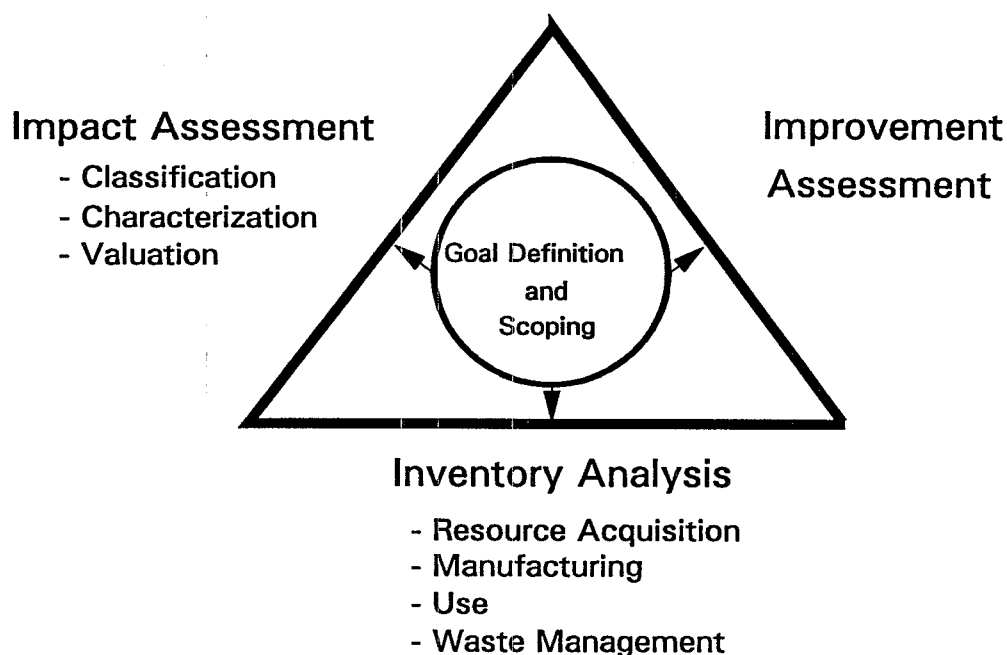 Impact Assessment
- Classification
- Characterization
- Valuation
Improvement
Assessment
Goal Definition
and
Scoping
Inventory Analysis
- Resource Acquisition
- Manufacturing
- Use
- Waste Management